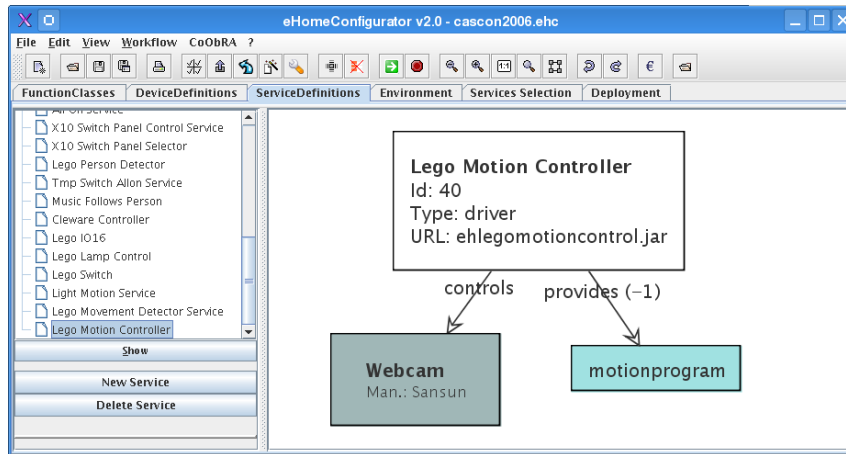 eHomeConfigurator v2.0 - cascon2006.ehc
File Edit View Workflow CoObRA ?
1:1 €
FunctionClasses DeviceDefinitions ServiceDefinitions Environment Services Selection Deployment
X10 Switch Panel Control Service
X10 Switch Panel Selector
Lego Person Detector
Tmp Switch Allon Service
Music Follows Person
Cleware Controller
Lego IO16
Lego Lamp Control
Lego Switch
Light Motion Service
Lego Movement Detector Service
Lego Motion Controller
Show
New Service
Delete Service
Lego Motion Controller
Id: 40
Type: driver
URL: ehlegomotioncontrol.jar
controls
provides (-1)
Webcam
Man.: Sansun
motionprogram